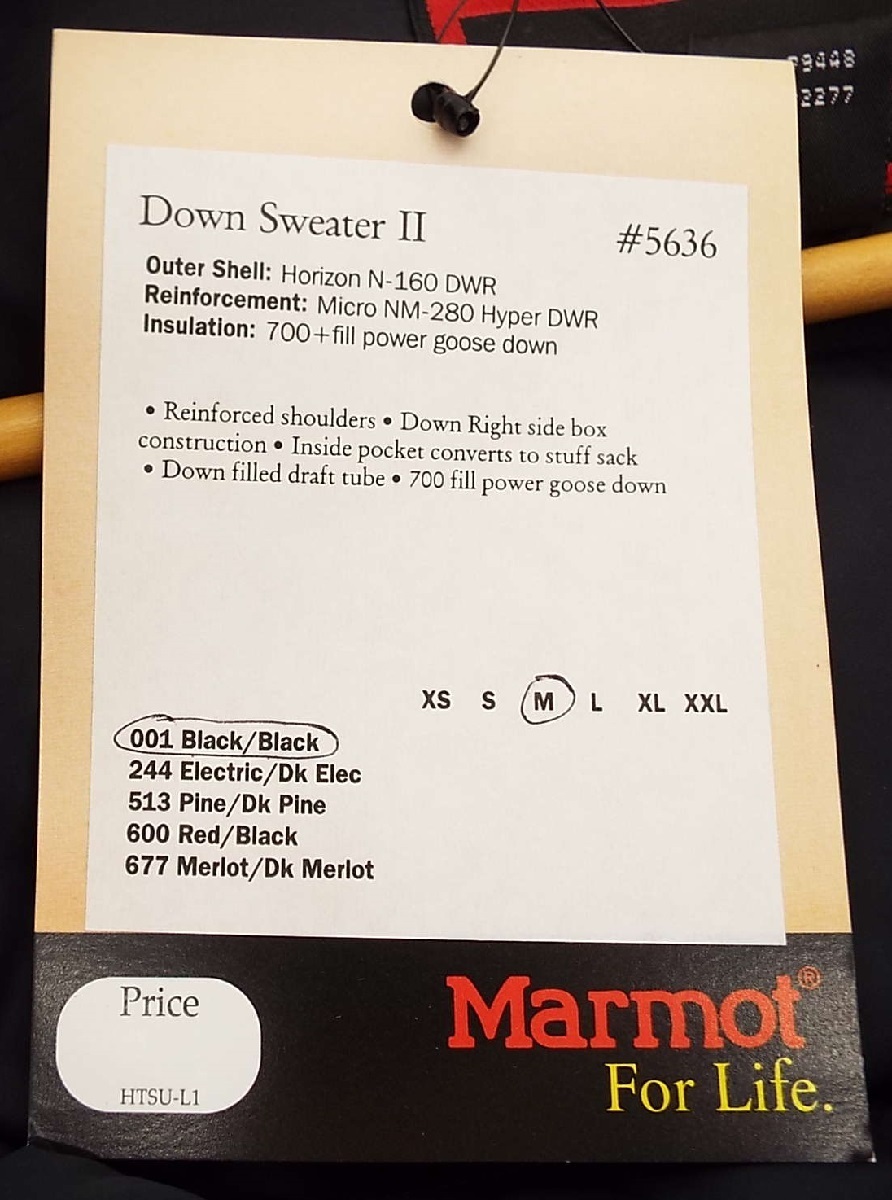 9448
2277
Down Sweater II
#5636
Outer Shell: Horizon N-160 DWR
Reinforcement: Micro NM-280 Hyper DWR
Insulation: 700+fill power goose down
• Reinforced shoulders • Down Right side box
construction • Inside pocket converts to stuff sack
• Down filled draft tube • 700 fill power goose down
XS S M L XL XXL
001 Black/Black
244 Electric/Dk Elec
513 Pine/Dk Pine
600 Red/Black
677 Merlot/Dk Merlot
Price
HTSU-L1
Marmot®
For Life.